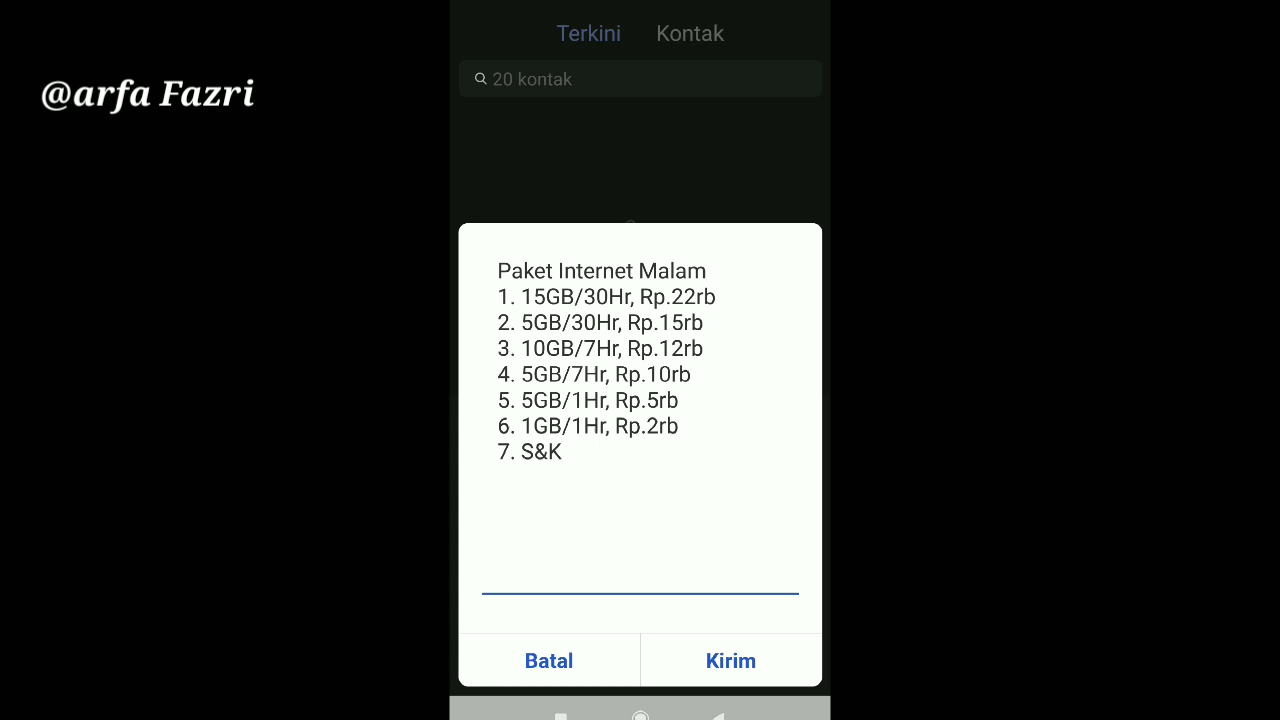 @arfa Fazri
Terkini Kontak
20 kontak
Paket Internet Malam
1. 15GB/30Hr, Rp.22rb
2. 5GB/30Hr, Rp.15rb
3. 10GB/7Hr, Rp.12rb
4. 5GB/7Hr, Rp.10rb
5. 5GB/1Hr, Rp.5rb
6. 1GB/1Hr, Rp.2rb
7. S&K
Batal Kirim